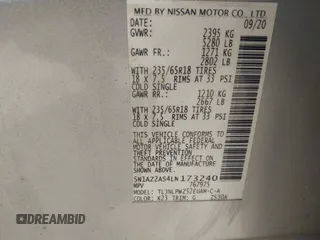 MFD BY NISSAN MOTOR CO., LTD.
09/20
GVWR: 2395 KG
5280 LB
GAWR FR.: 1271 KG
2802 LB
WITH 235/65R18 TIRES
18 X 7.5 RIMS AT 33 PSI
COLD SINGLE
GAWR RR.: 1210 KG
2667 LB
WITH 235/65R18 TIRES
18 X 7.5 RIMS AT 33 PSI
COLD SINGLE
THIS VEHICLE CONFORMS TO ALL
APPLICABLE FEDERAL MOTOR
VEHICLE SAFETY AND THEFT
PREVENTION STANDARDS IN
EFFECT ON THE DATE OF
MANUFACTURE SHOWN ABOVE.
5N1AZ2AS4LN173240
MPV 767975
COLOR: K23 TRIM: G